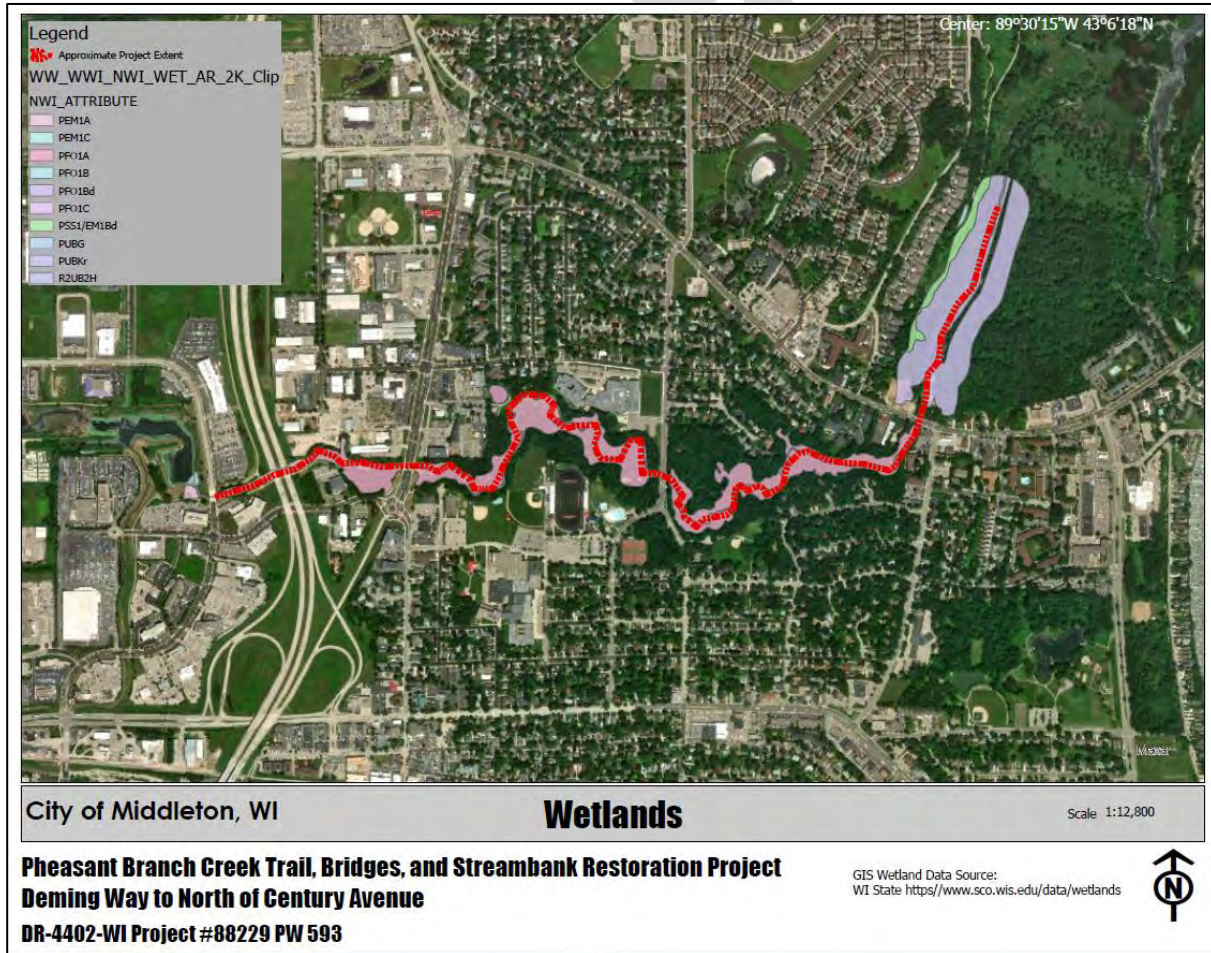 Center: 89°30'15"W 43°6'18"N
Legend
Approximate Project Extent
WW_WWI_NWI_WET_AR_2K_Clip
NWI_ATTRIBUTE
PEM1A
PEM1C
PFO1A
PFO1B
PFO1Bd
PFO1C
PSS1/EM1Bd
PUBG
PUBKr
R2UB2H
Maxar
City of Middleton, WI
Wetlands
Scale 1:12,800
Pheasant Branch Creek Trail, Bridges, and Streambank Restoration Project
Deming Way to North of Century Avenue
DR-4402-WI Project #88229 PW 593
GIS Wetland Data Source:
WI State https//www.sco.wis.edu/data/wetlands
N